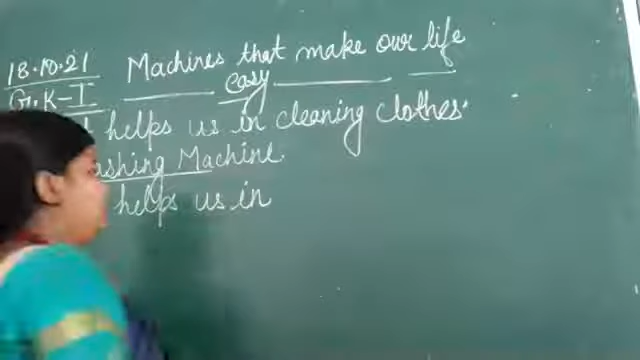 18.10.21 Machines that make our life
G.K-I easy
helps us in cleaning clothes.
ashing Machine.
helps us in